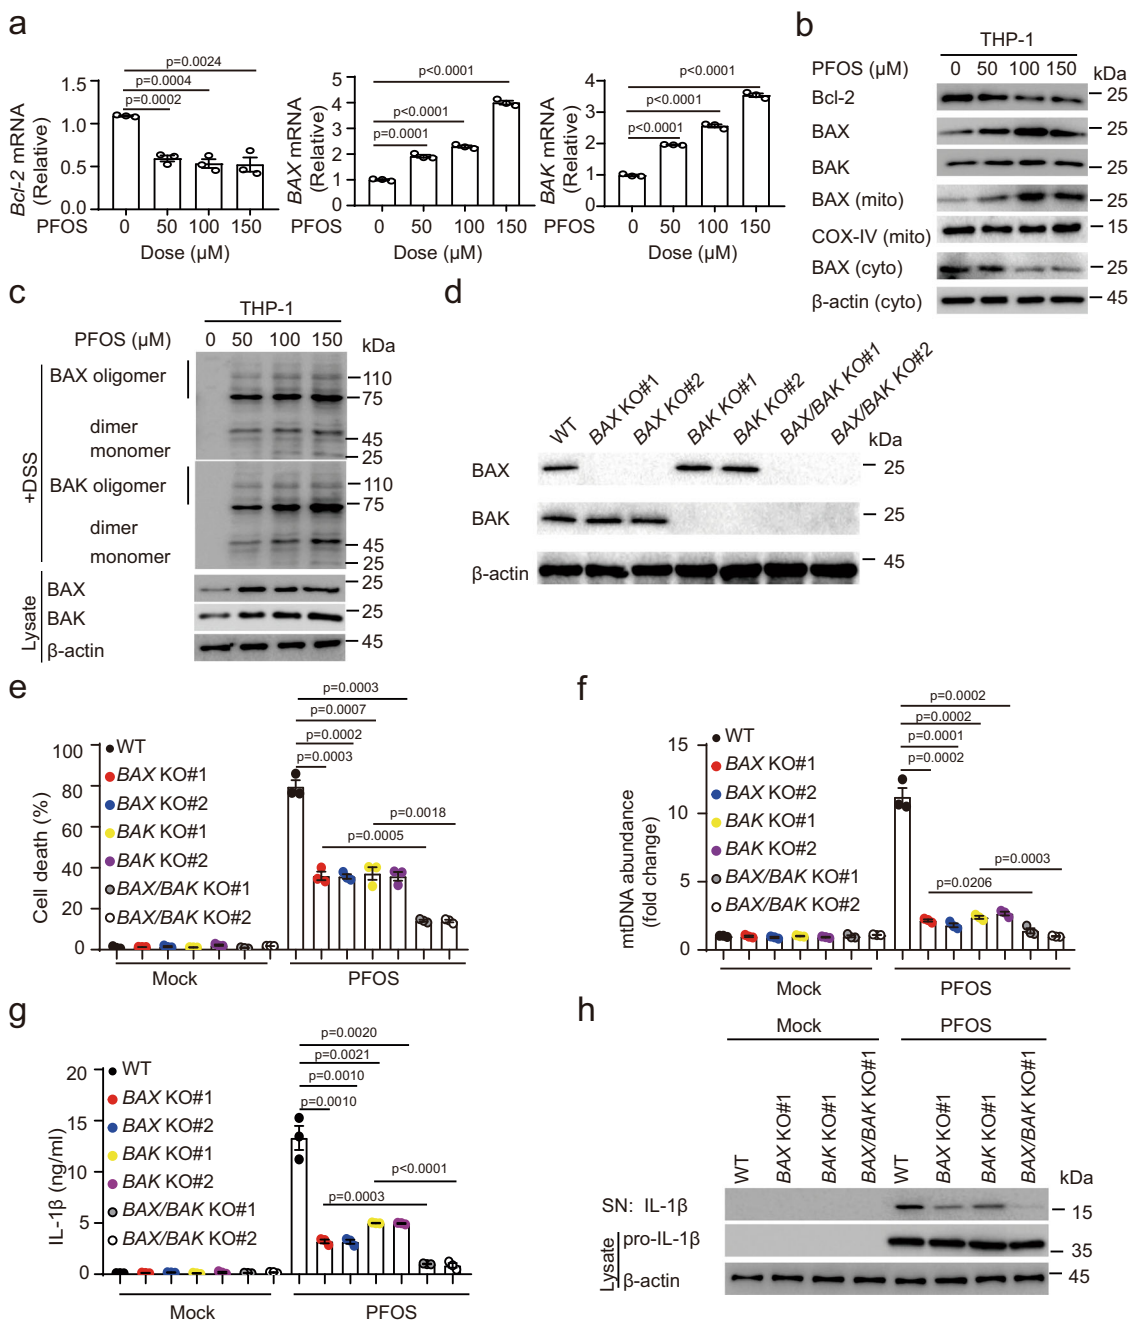 a
p=0.0024
p=0.0004
p=0.0002
1.5
1.0
0.5
0.0
Bcl-2 mRNA
(Relative)
PFOS
0 50 100 150
Dose (µM)
p<0.0001
p<0.0001
p=0.0001
5
4
3
2
1
0
BAX mRNA
(Relative)
PFOS
0 50 100 150
Dose (µM)
p<0.0001
p<0.0001
p<0.0001
4
2
0
BAK mRNA
(Relative)
PFOS
0 50 100 150
Dose (µM)
b
THP-1
PFOS (µM) 0 50 100 150 kDa
Bcl-2 25
BAX 25
BAK 25
BAX (mito) 25
COX-IV (mito) 15
BAX (cyto) 25
β-actin (cyto) 45
c
THP-1
PFOS (µM) 0 50 100 150 kDa
+DSS
BAX oligomer 110
75
dimer 45
monomer 25
BAK oligomer 110
75
dimer 45
monomer 25
Lysate
BAX 25
BAK 25
β-actin 45
d
WT BAX KO#1 BAX KO#2 BAK KO#1 BAK KO#2 BAX/BAK KO#1 BAX/BAK KO#2
kDa
BAX 25
BAK 25
β-actin 45
e
p=0.0003
p=0.0007
p=0.0002
p=0.0003
p=0.0018
p=0.0005
Cell death (%)
100
80
60
40
20
0
WT
BAX KO#1
BAX KO#2
BAK KO#1
BAK KO#2
BAX/BAK KO#1
BAX/BAK KO#2
Mock PFOS
f
p=0.0002
p=0.0002
p=0.0001
p=0.0002
p=0.0003
p=0.0206
mtDNA abundance
(fold change)
15
10
5
0
WT
BAX KO#1
BAX KO#2
BAK KO#1
BAK KO#2
BAX/BAK KO#1
BAX/BAK KO#2
Mock PFOS
g
p=0.0020
p=0.0021
p=0.0010
p=0.0010
p<0.0001
p=0.0003
IL-1β (ng/ml)
20
15
10
5
0
WT
BAX KO#1
BAX KO#2
BAK KO#1
BAK KO#2
BAX/BAK KO#1
BAX/BAK KO#2
Mock PFOS
h
Mock PFOS
WT BAX KO#1 BAK KO#1 BAX/BAK KO#1 WT BAX KO#1 BAK KO#1 BAX/BAK KO#1
kDa
SN: IL-1β 15
Lysate
pro-IL-1β 35
β-actin 45